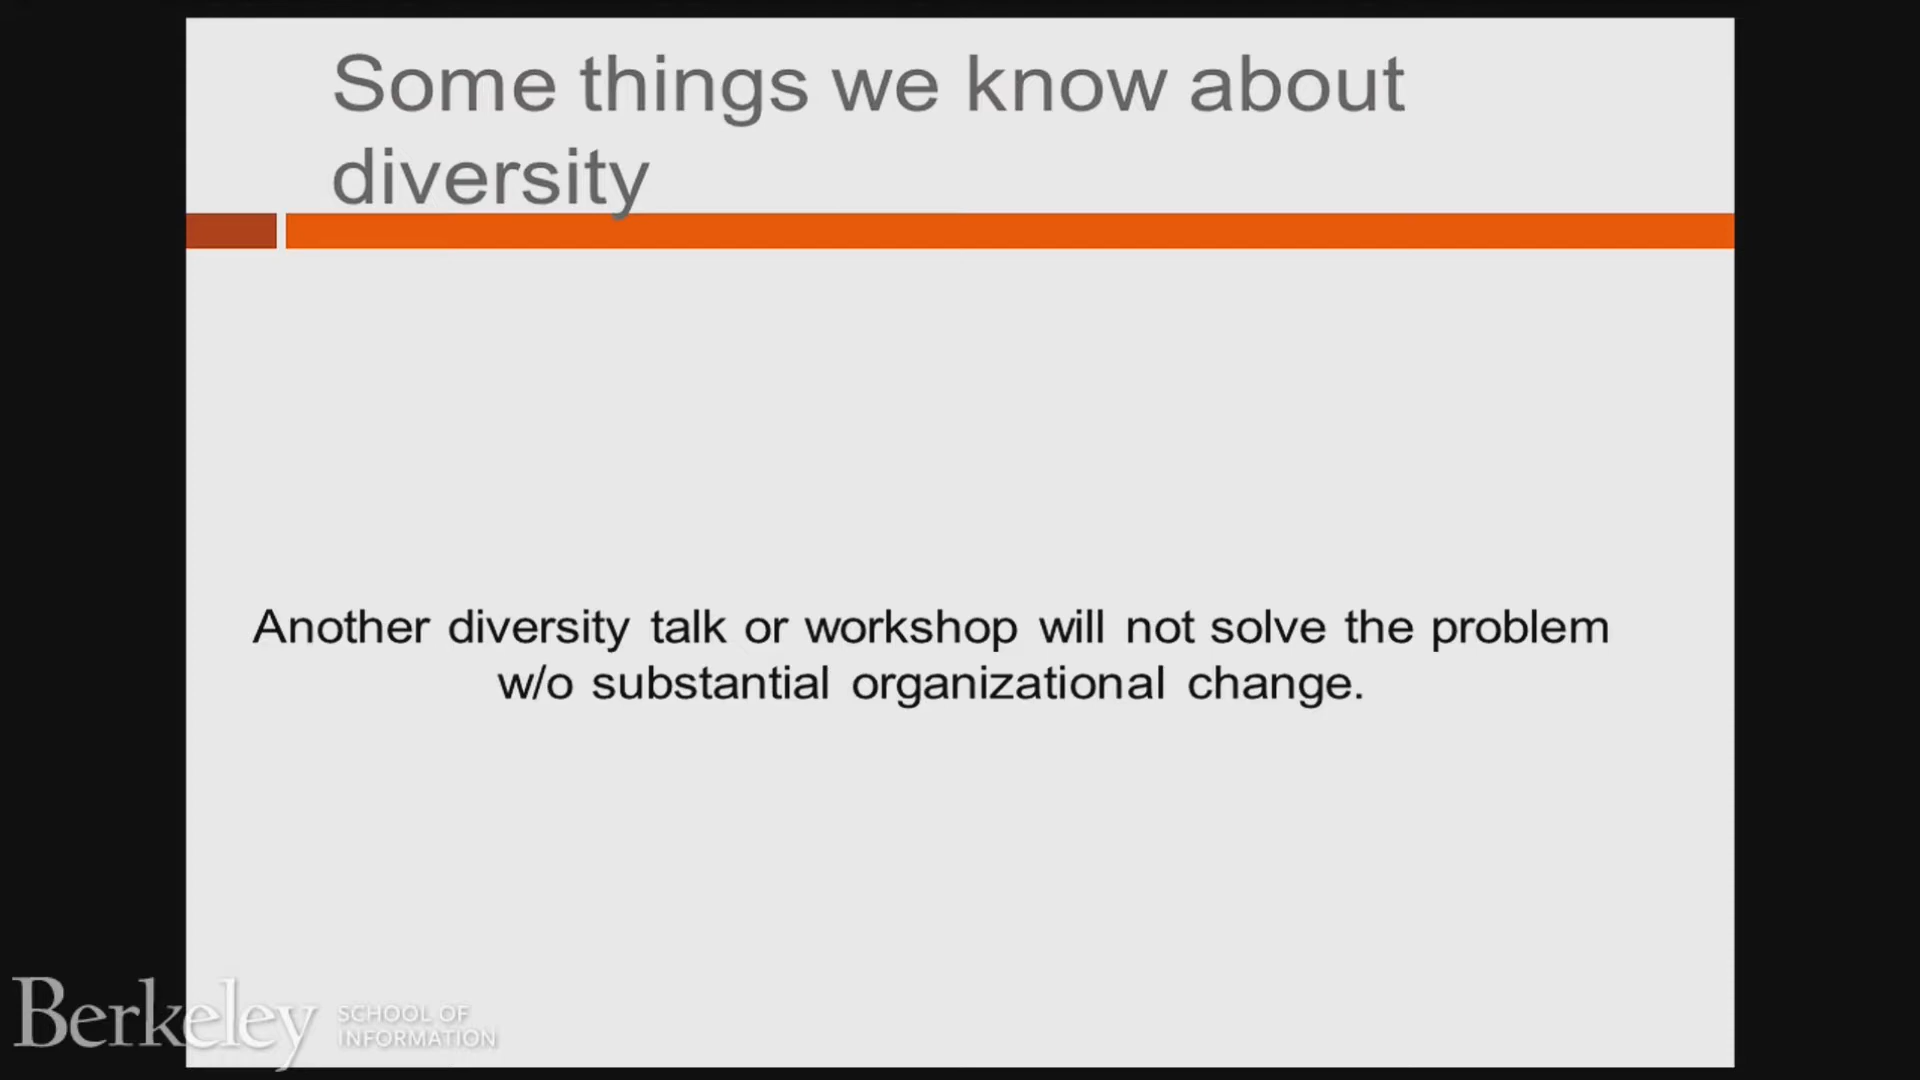 Some things we know about
diversity
Another diversity talk or workshop will not solve the problem
w/o substantial organizational change.
Berkeley
SCHOOL OF
INFORMATION